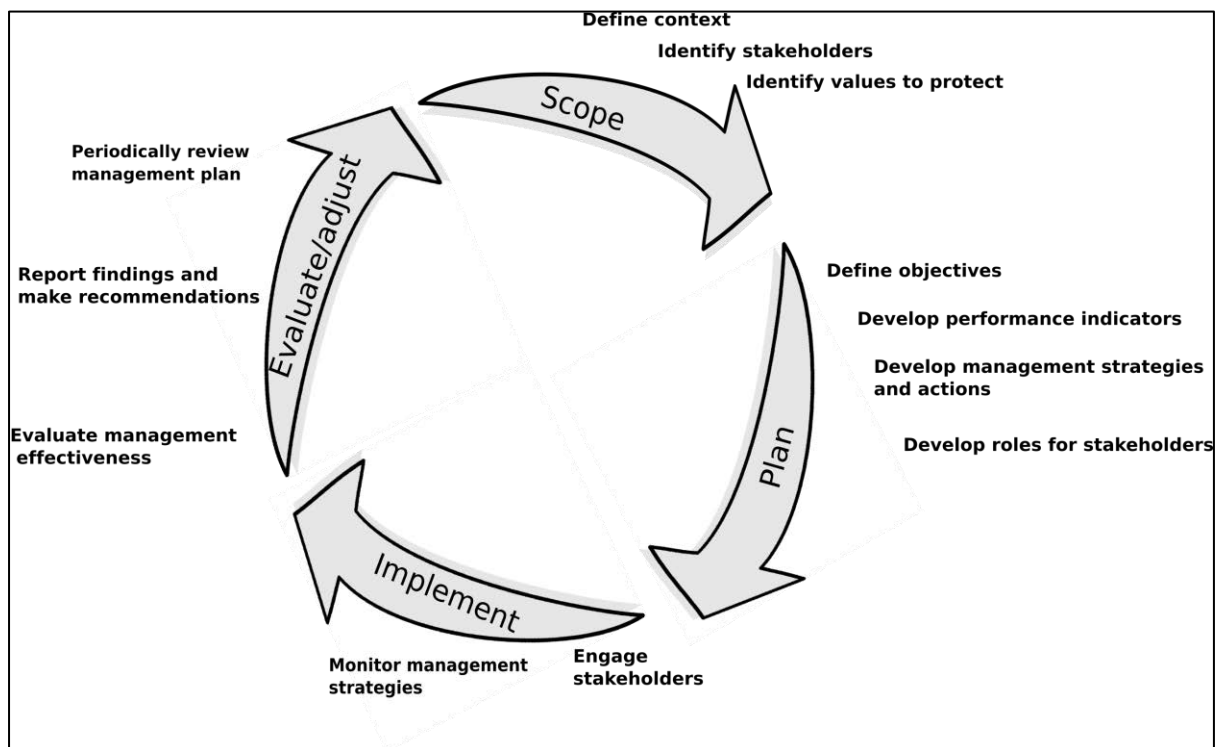 Define context
Identify stakeholders
Identify values to protect
Scope
Define objectives
Develop performance indicators
Develop management strategies
and actions
Develop roles for stakeholders
Plan
Engage
stakeholders
Monitor management
strategies
Implement
Evaluate management
effectiveness
Report findings and
make recommendations
Periodically review
management plan
Evaluate/adjust